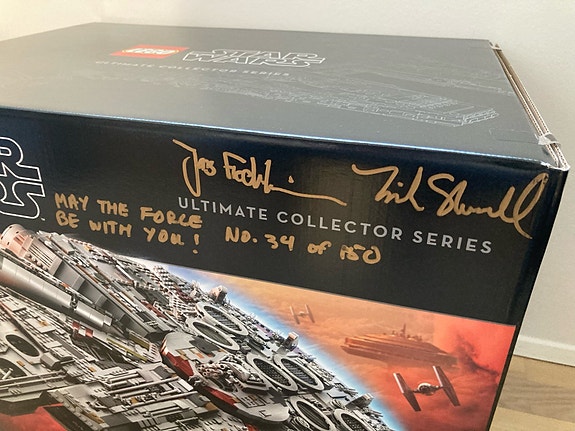 LEGO
STAR
WARS
ULTIMATE COLLECTOR SERIES
ULTIMATE COLLECTOR SERIES
MAY THE FORCE
BE WITH YOU! NO. 34 OF 150